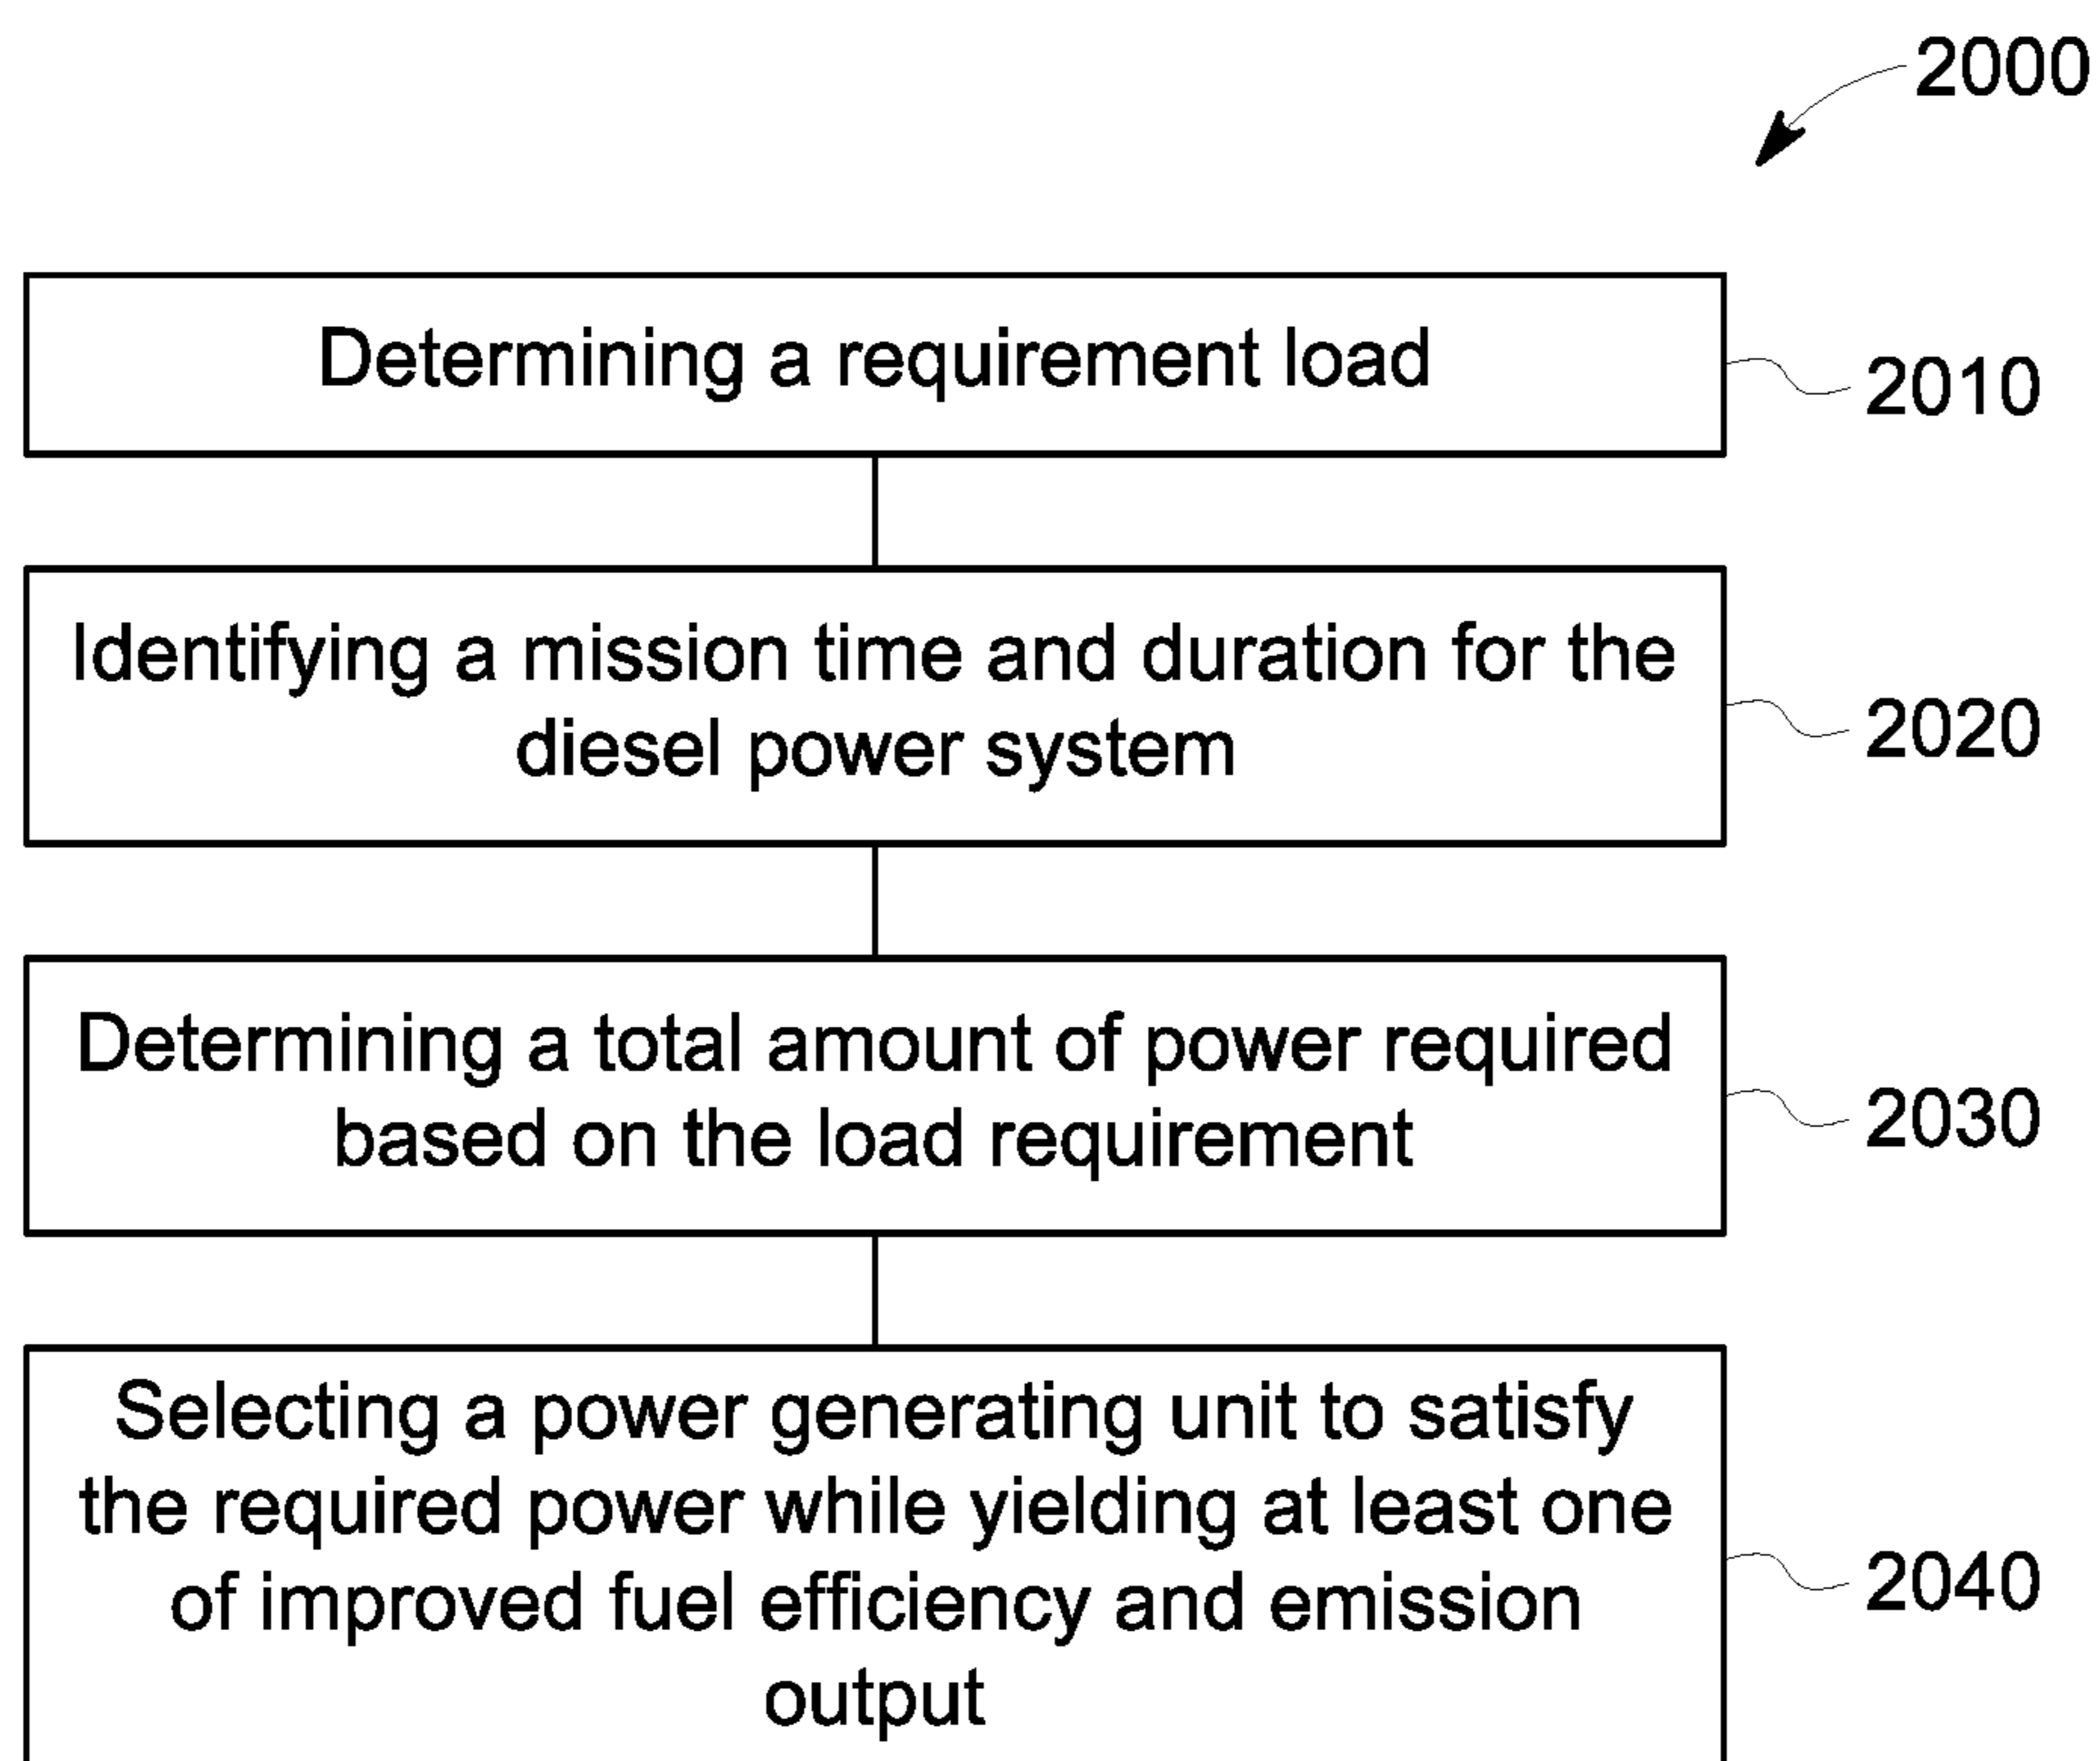 2000
Determining a requirement load
2010
Identifying a mission time and duration for the
diesel power system
2020
Determining a total amount of power required
based on the load requirement
2030
Selecting a power generating unit to satisfy
the required power while yielding at least one
of improved fuel efficiency and emission
output
2040